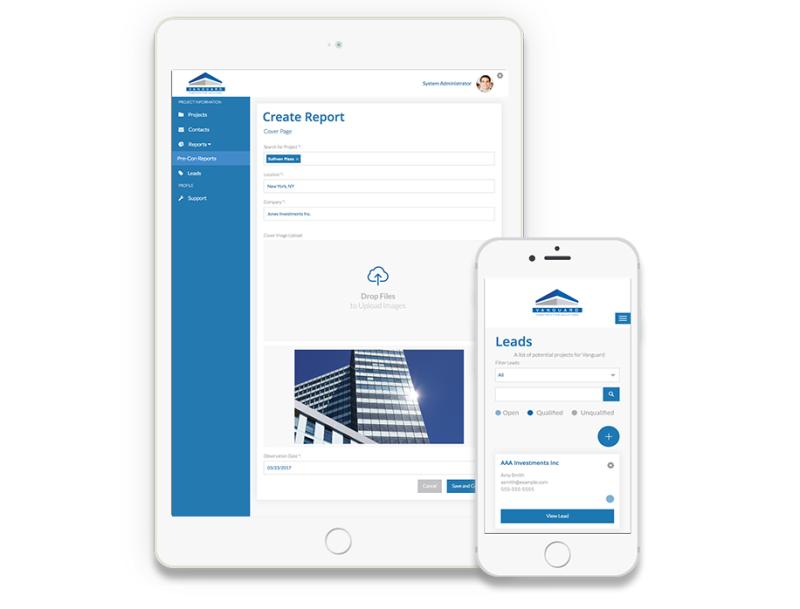 VANGUARD
System Administrator
PROJECT INFORMATION
Projects
Contacts
Reports
Pre-Con Reports
Leads
PROFILE
Support
Create Report
Cover Page
Search for Project *
Sullivan Plaza x
Location *
New York, NY
Company *
Ames Investments Inc.
Cover Image Upload
Drop Files
to Upload Images
Observation Date *
03/23/2017
Cancel
Save and C
VANGUARD
Leads
A list of potential projects for Vanguard
Filter Leads
All
Open
Qualified
Unqualified
+
AAA Investments Inc
Amy Smith
asmith@example.com
555-555-5555
View Lead